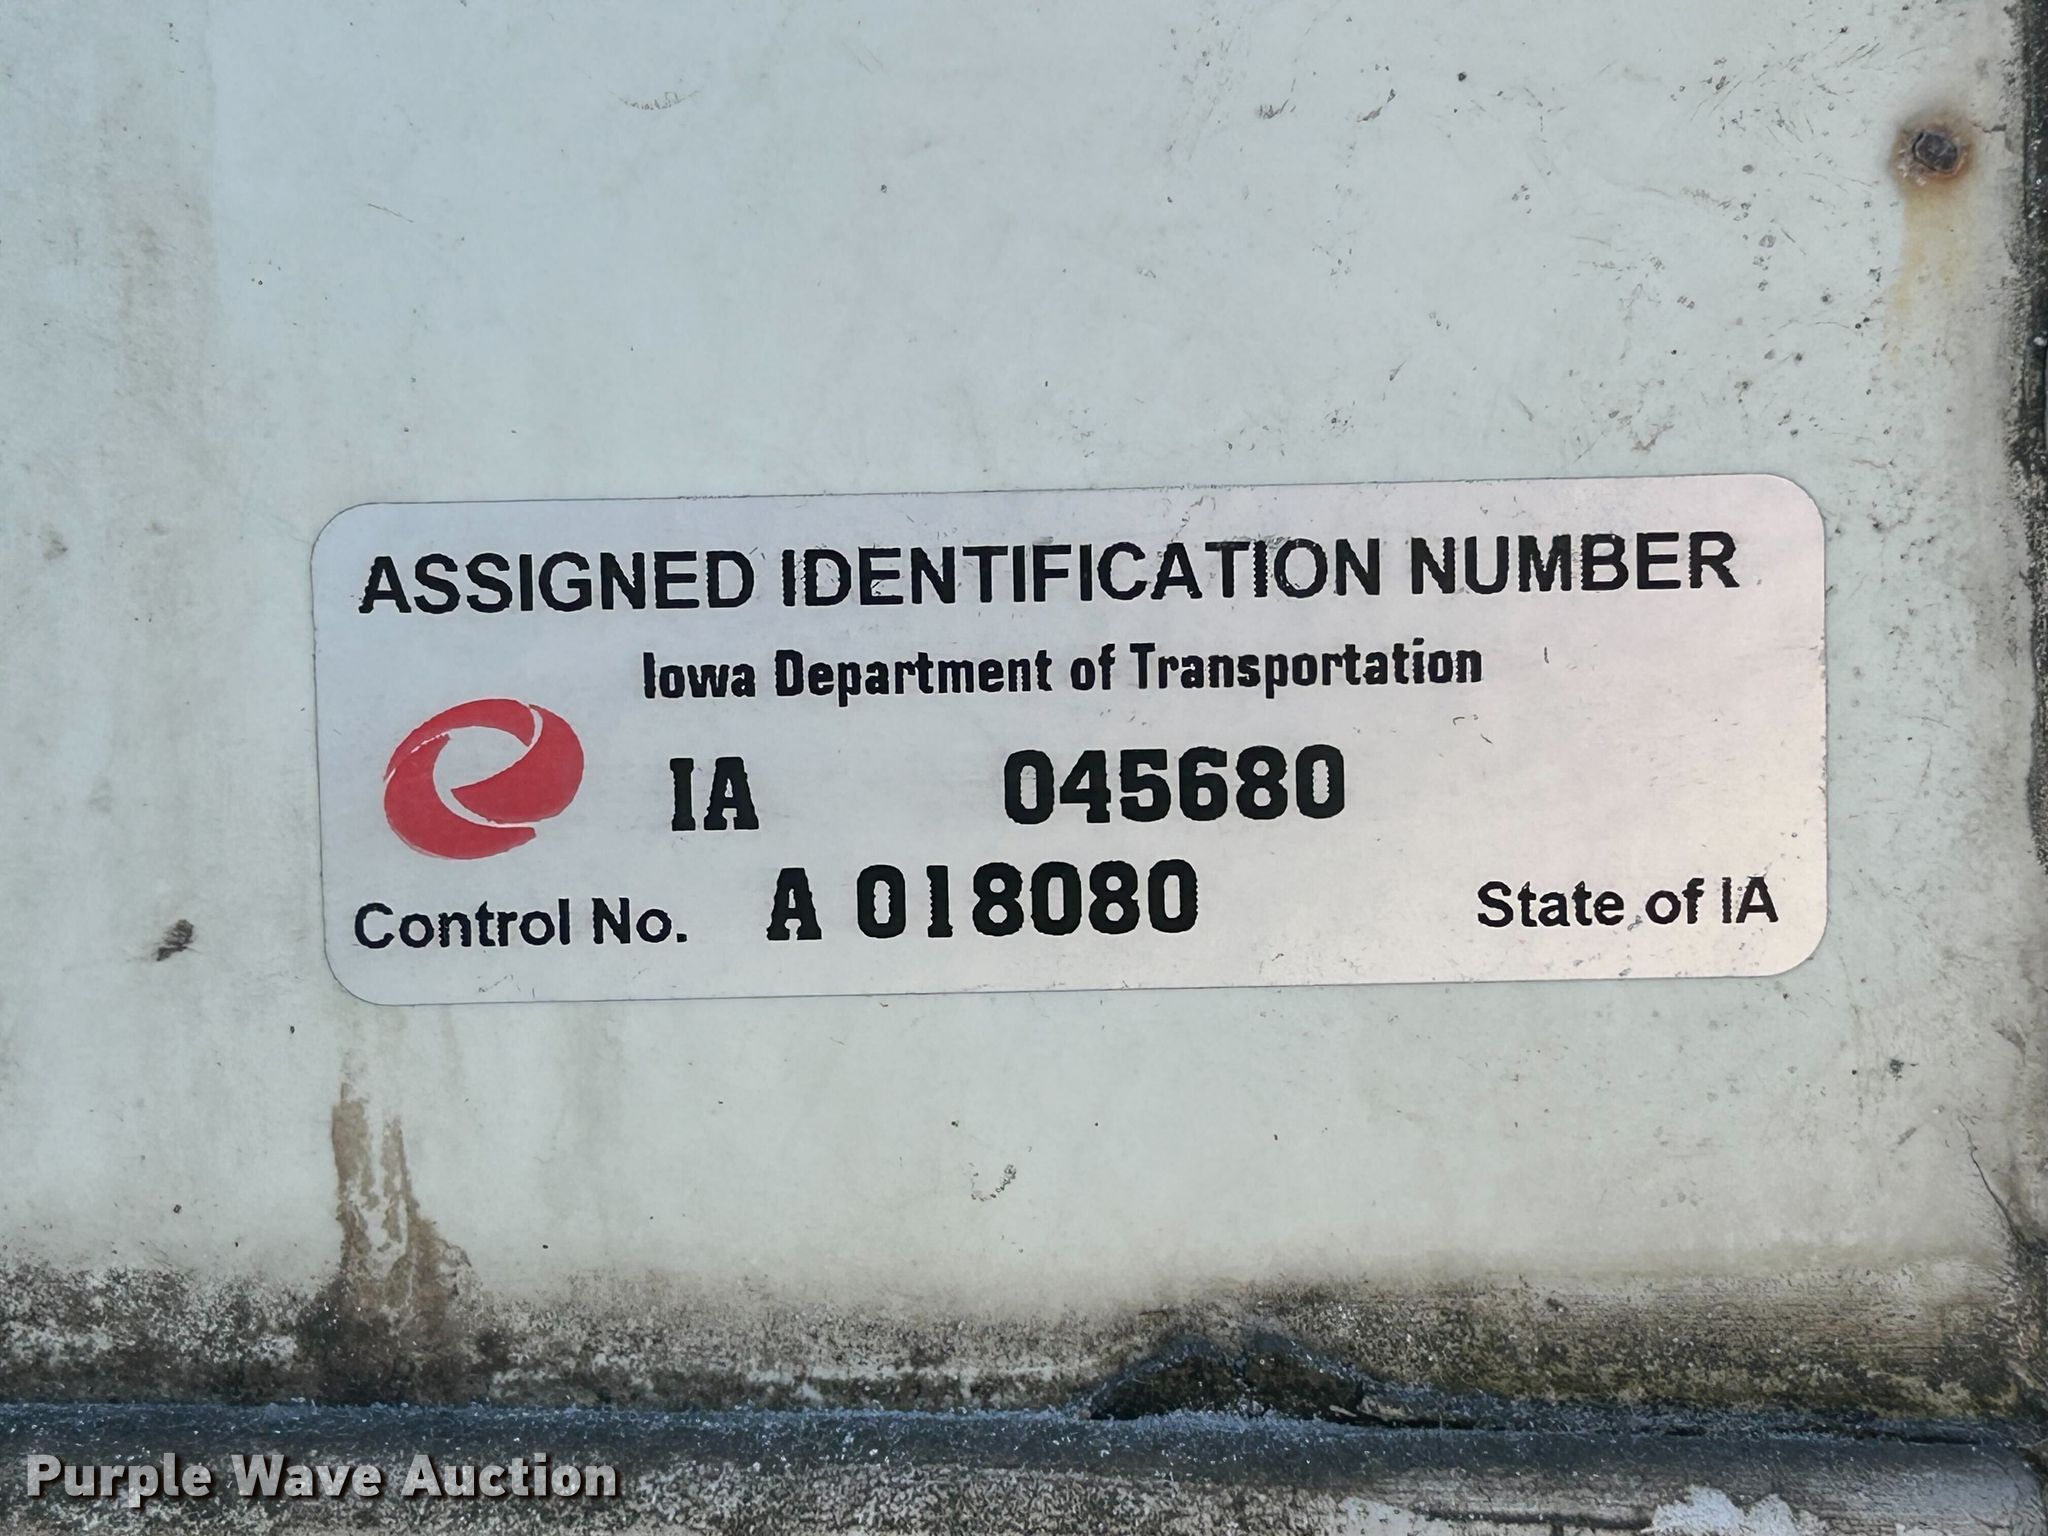 ASSIGNED IDENTIFICATION NUMBER
Iowa Department of Transportation
IA 045680
Control No. A 018080 State of IA
Purple Wave Auction